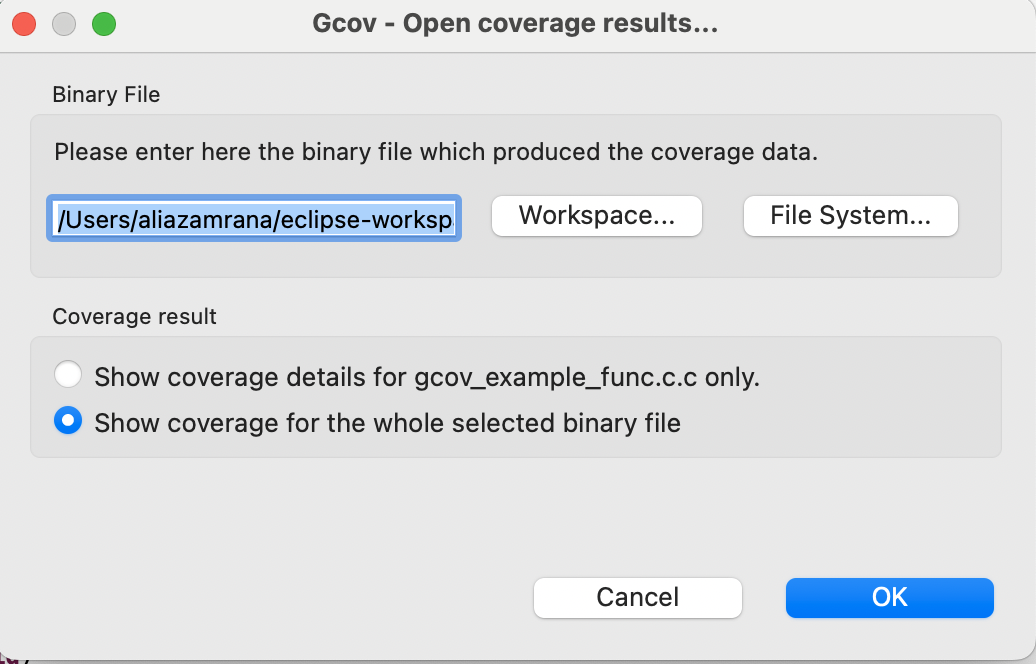 Gcov - Open coverage results...
Binary File
Please enter here the binary file which produced the coverage data.
/Users/aliazamrana/eclipse-worksp
Workspace...
File System...
Coverage result
Show coverage details for gcov_example_func.c.c only.
Show coverage for the whole selected binary file
Cancel
OK